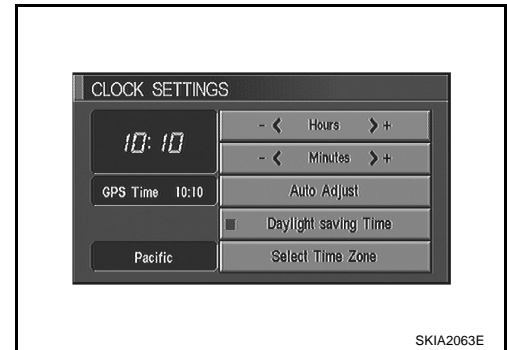 CLOCK SETTINGS
10:10
- < Hours > +
- < Minutes > +
GPS Time 10:10
Auto Adjust
Daylight saving Time
Pacific
Select Time Zone
SKIA2063E